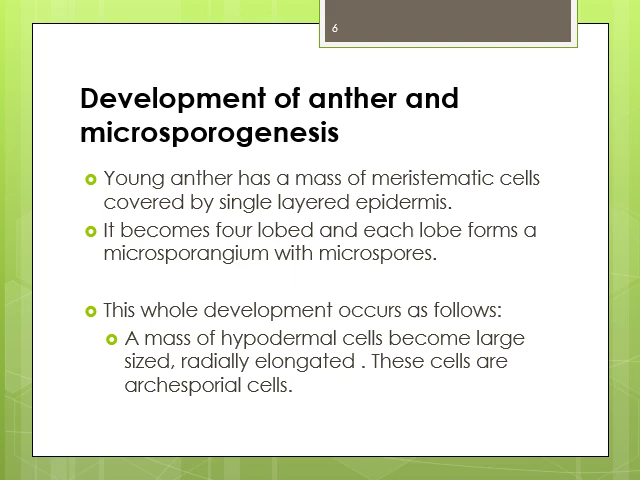 6
Development of anther and
microsporogenesis
Young anther has a mass of meristematic cells
covered by single layered epidermis.
It becomes four lobed and each lobe forms a
microsporangium with microspores.
This whole development occurs as follows:
A mass of hypodermal cells become large
sized, radially elongated . These cells are
archesporial cells.